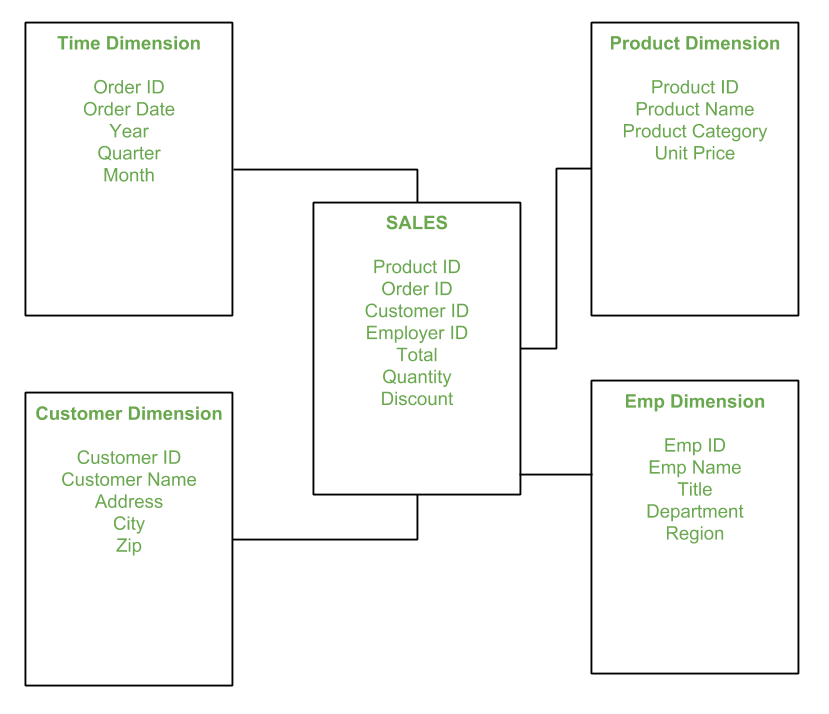 Time Dimension
Order ID
Order Date
Year
Quarter
Month
Product Dimension
Product ID
Product Name
Product Category
Unit Price
SALES
Product ID
Order ID
Customer ID
Employer ID
Total
Quantity
Discount
Customer Dimension
Customer ID
Customer Name
Address
City
Zip
Emp Dimension
Emp ID
Emp Name
Title
Department
Region